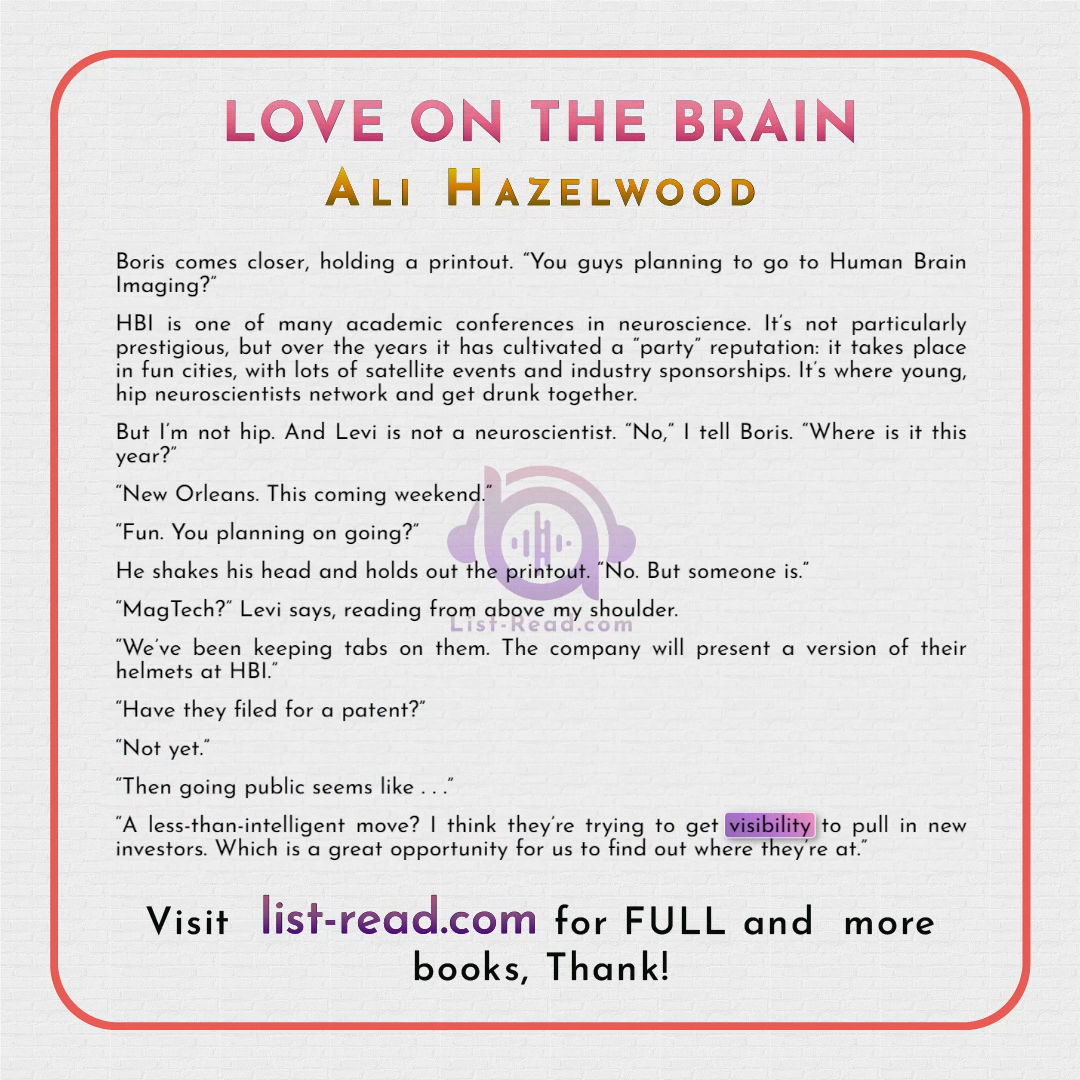 LOVE ON THE BRAIN
ALI HAZELWOOD
Boris comes closer, holding a printout. “You guys planning to go to Human Brain
Imaging?”
HBI is one of many academic conferences in neuroscience. It’s not particularly
prestigious, but over the years it has cultivated a “party” reputation: it takes place
in fun cities, with lots of satellite events and industry sponsorships. It’s where young,
hip neuroscientists network and get drunk together.
But I’m not hip. And Levi is not a neuroscientist. “No,” I tell Boris. “Where is it this
year?”
“New Orleans. This coming weekend.”
“Fun. You planning on going?”
He shakes his head and holds out the printout. “No. But someone is.”
“MagTech?” Levi says, reading from above my shoulder.
List-Read.com
“We’ve been keeping tabs on them. The company will present a version of their
helmets at HBI.”
“Have they filed for a patent?”
“Not yet.”
“Then going public seems like . . .”
“A less-than-intelligent move? I think they’re trying to get visibility to pull in new
investors. Which is a great opportunity for us to find out where they’re at.”
Visit list-read.com for FULL and more
books, Thank!